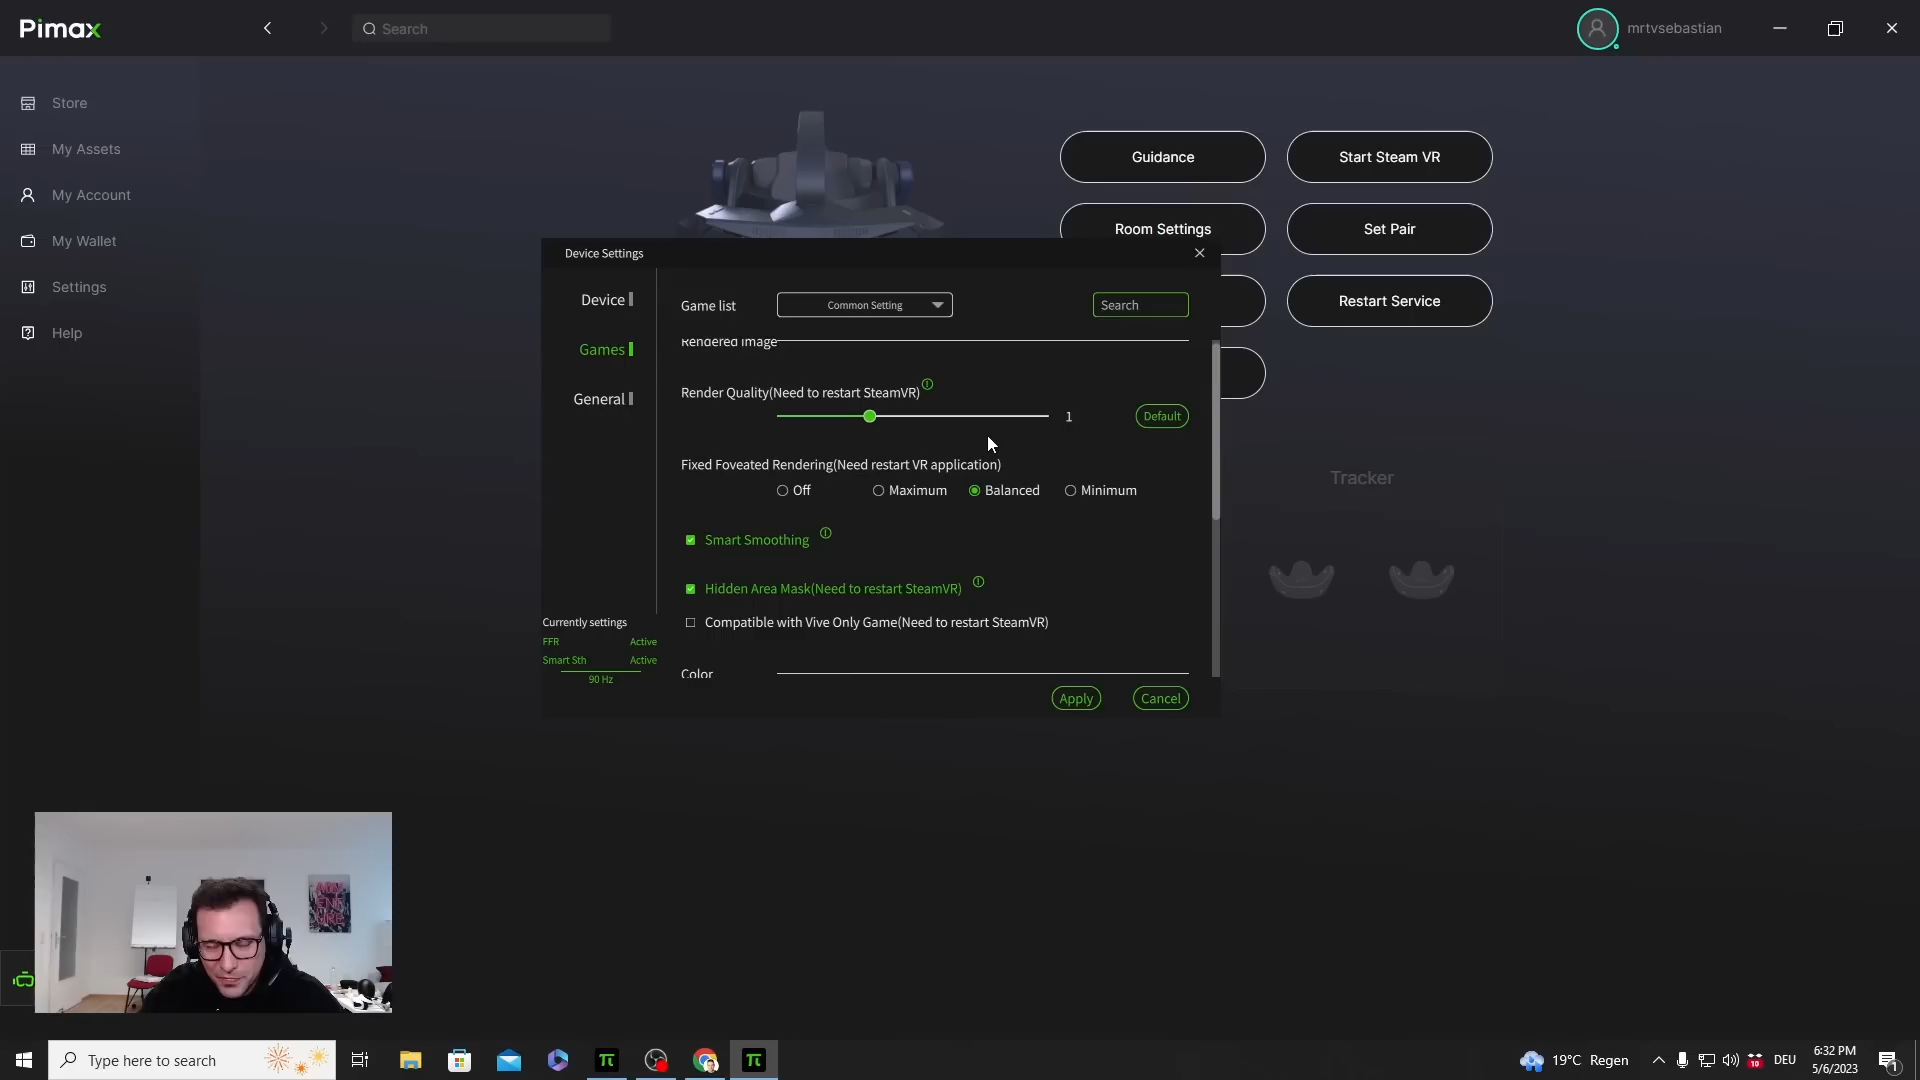 Pimax
Search
mrtvsebastian
Store
My Assets
My Account
My Wallet
Settings
Help
Guidance
Start Steam VR
Room Settings
Set Pair
Restart Service
Tracker
Device Settings
Device
Games
General
Game list
Common Setting
Search
Rendered Image
Render Quality(Need to restart SteamVR)
1
Default
Fixed Foveated Rendering(Need restart VR application)
Off
Maximum
Balanced
Minimum
Smart Smoothing
Hidden Area Mask(Need to restart SteamVR)
Compatible with Vive Only Game(Need to restart SteamVR)
Color
Currently settings
FFR Active
Smart Sth Active
90 Hz
Apply
Cancel
Type here to search
19°C Regen
10
DEU
6:32 PM
5/6/2023
1